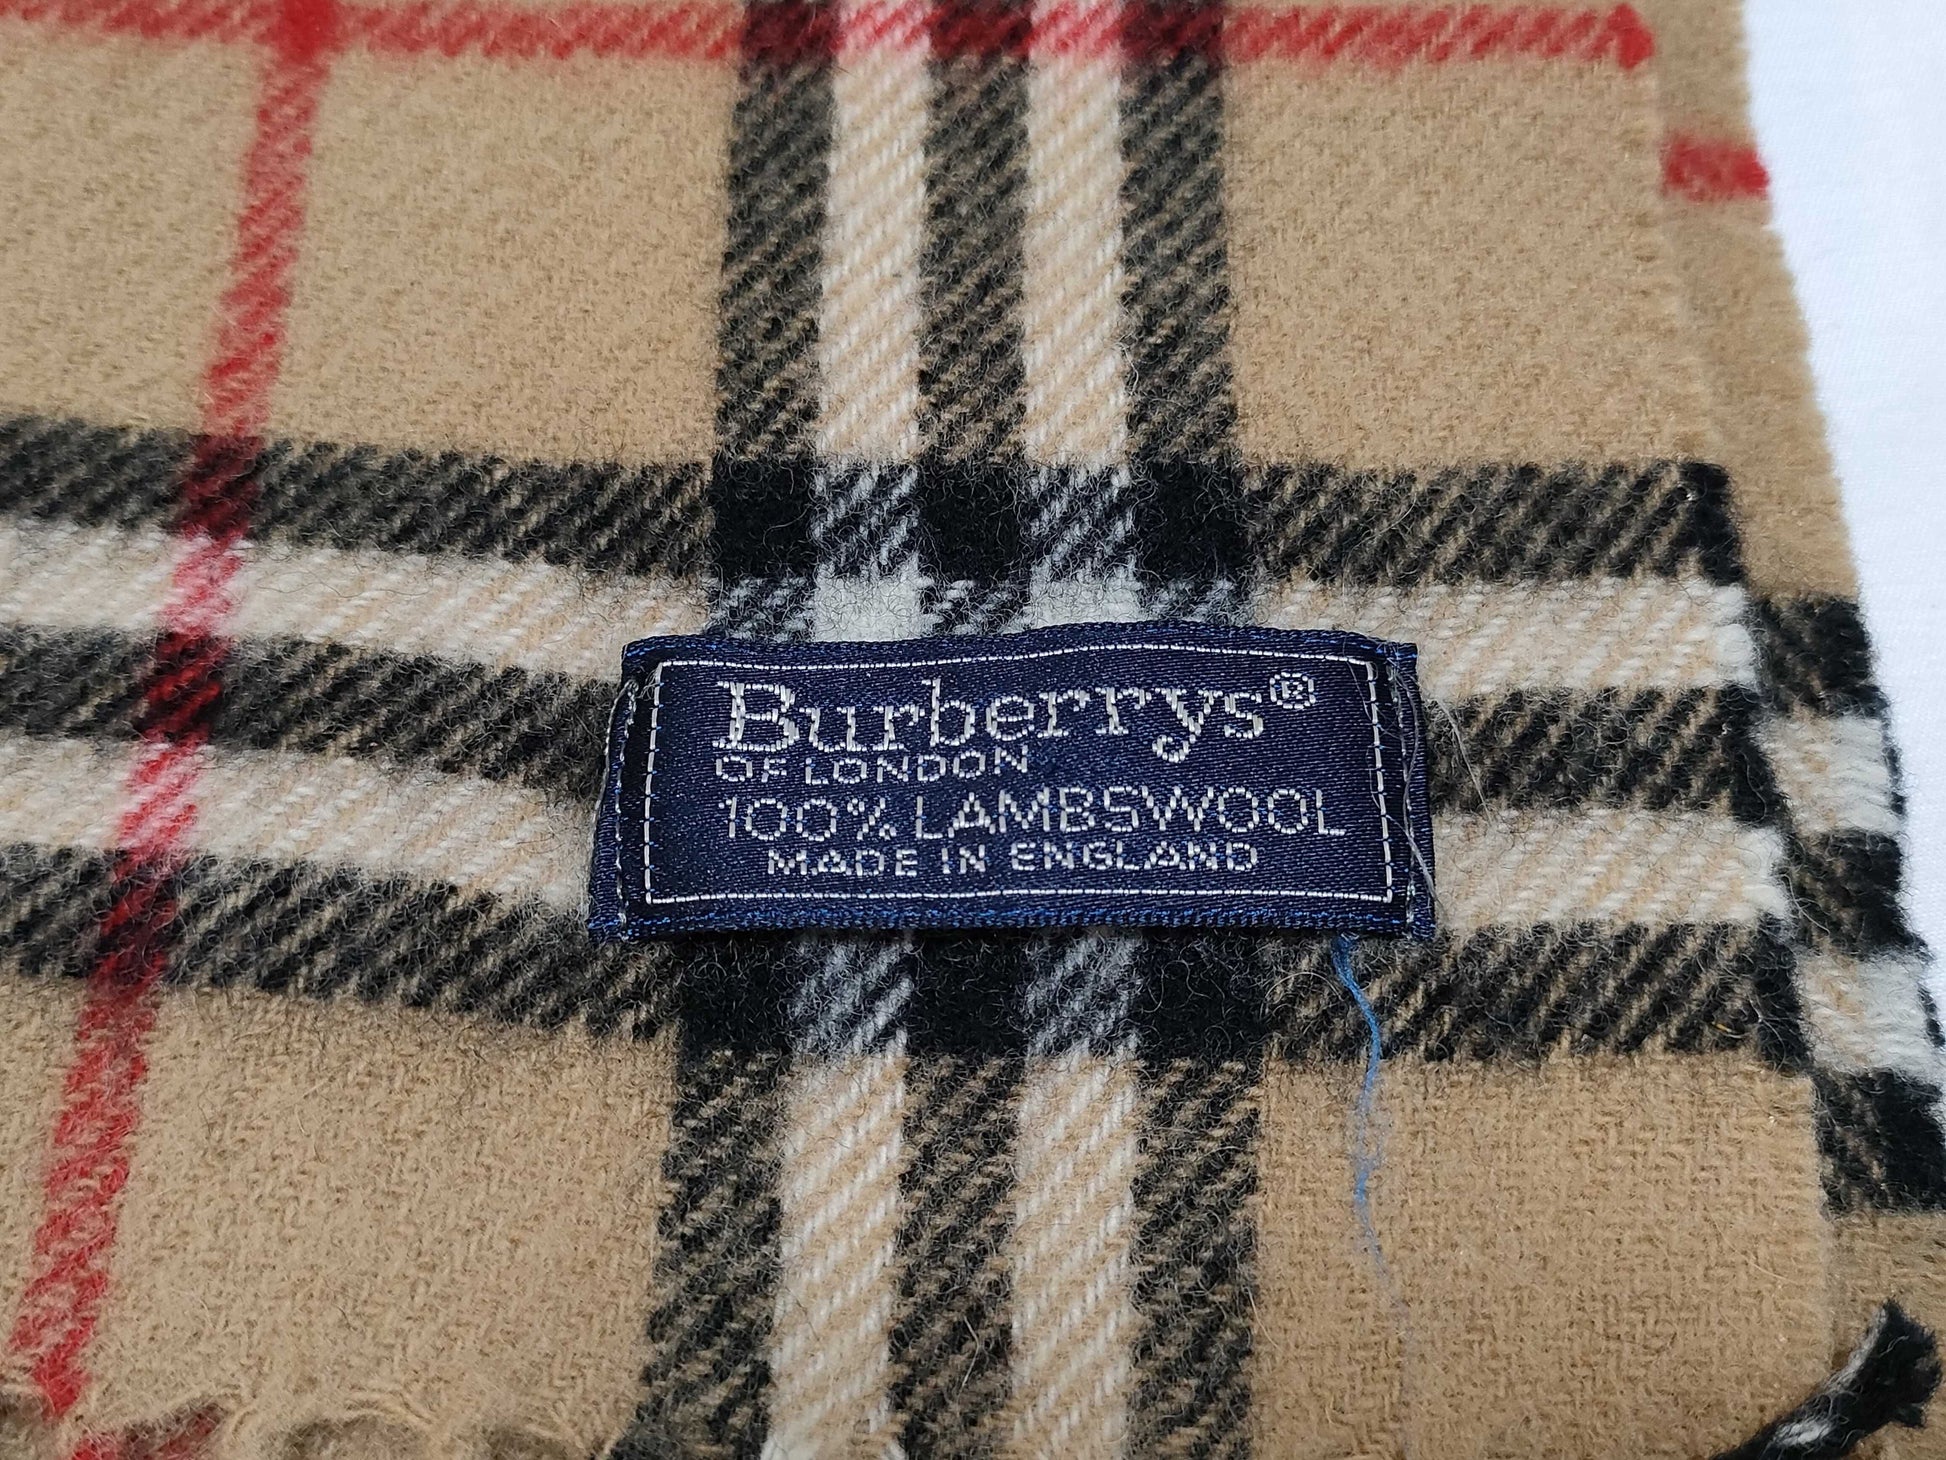 Burberrys®
OF LONDON
100% LAMBSWOOL
MADE IN ENGLAND